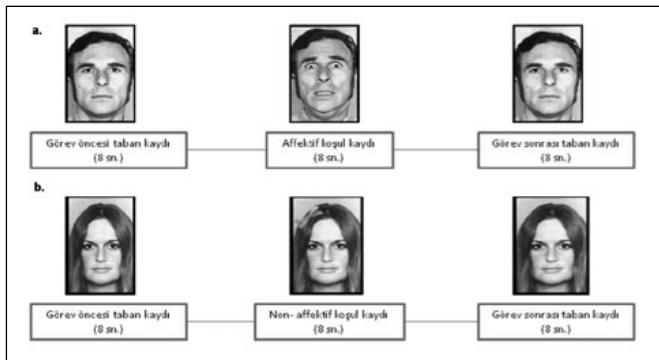 a.
Görev öncesi taban kaydı
(8 sn.)
Affektif koşul kaydı
(8 sn.)
Görev sonrası taban kaydı
(8 sn.)
b.
Görev öncesi taban kaydı
(8 sn.)
Non- affektif koşul kaydı
(8 sn.)
Görev sonrası taban kaydı
(8 sn.)